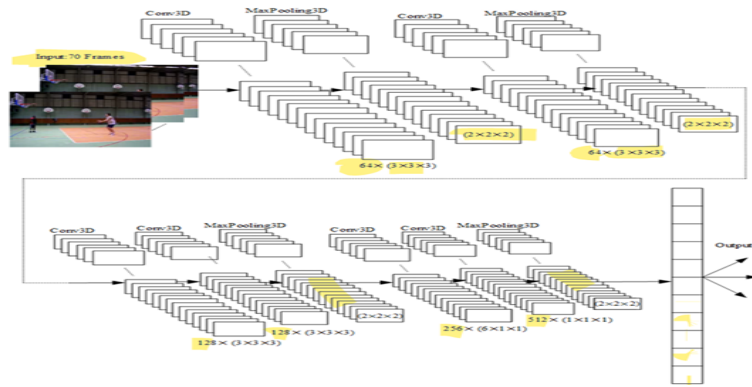 Conv3D MaxPooling3D Conv3D MaxPooling3D
Input:70 Frames
(2×2×2) (2×2×2)
64× (3×3×3) 64× (3×3×3)
Conv3D Conv3D MaxPooling3D Conv3D Conv3D MaxPooling3D
Output
(2×2×2) (2×2×2)
128× (3×3×3) 128× (3×3×3) 256× (6×1×1) 512× (1×1×1)